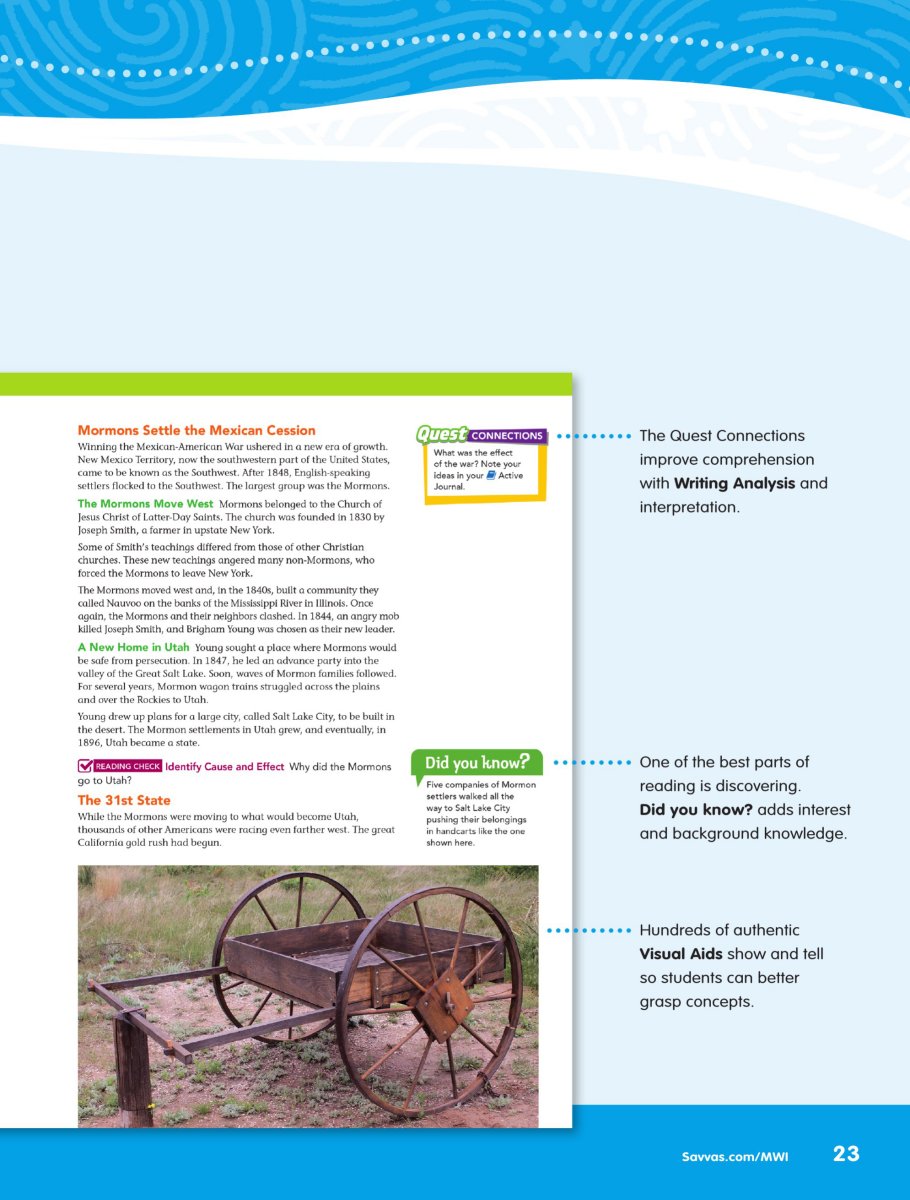 Mormons Settle the Mexican Cession
Winning the Mexican-American War ushered in a new era of growth.
New Mexico Territory, now the southwestern part of the United States,
came to be known as the Southwest. After 1848, English-speaking
settlers flocked to the Southwest. The largest group was the Mormons.
The Mormons Move West Mormons belonged to the Church of
Jesus Christ of Latter-Day Saints. The church was founded in 1830 by
Joseph Smith, a farmer in upstate New York.
Some of Smith's teachings differed from those of other Christian
churches. These new teachings angered many non-Mormons, who
forced the Mormons to leave New York.
The Mormons moved west and, in the 1840s, built a community they
called Nauvoo on the banks of the Mississippi River in Illinois. Once
again, the Mormons and their neighbors clashed. In 1844, an angry mob
killed Joseph Smith, and Brigham Young was chosen as their new leader.
A New Home in Utah Young sought a place where Mormons would
be safe from persecution. In 1847, he led an advance party into the
valley of the Great Salt Lake. Soon, waves of Mormon families followed.
For several years, Mormon wagon trains struggled across the plains
and over the Rockies to Utah.
Young drew up plans for a large city, called Salt Lake City, to be built in
the desert. The Mormon settlements in Utah grew, and eventually, in
1896, Utah became a state.
READING CHECK Identify Cause and Effect Why did the Mormons
go to Utah?
The 31st State
While the Mormons were moving to what would become Utah,
thousands of other Americans were racing even farther west. The great
California gold rush had begun.
Quest CONNECTIONS
What was the effect
of the war? Note your
ideas in your Active
Journal.
Did you know?
Five companies of Mormon
settlers walked all the
way to Salt Lake City
pushing their belongings
in handcarts like the one
shown here.
The Quest Connections
improve comprehension
with Writing Analysis and
interpretation.
One of the best parts of
reading is discovering.
Did you know? adds interest
and background knowledge.
Hundreds of authentic
Visual Aids show and tell
so students can better
grasp concepts.
Savvas.com/MWI 23